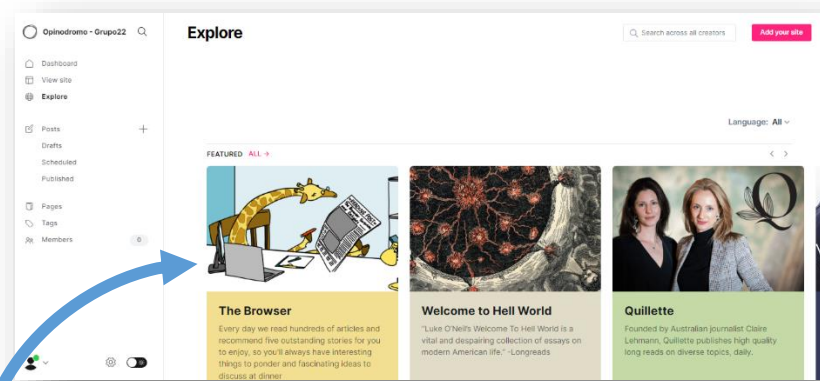 Opinodromo - Grupo22
Dashboard
View site
Explore
Posts
Drafts
Scheduled
Published
Pages
Tags
Members 0
Explore
Search across all creators
Add your site
Language: All
FEATURED ALL →
The Browser
Every day we read hundreds of articles and
recommend five outstanding stories for you
to enjoy, so you'll always have interesting
things to ponder and fascinating ideas to
discuss at dinner
Welcome to Hell World
"Luke O'Neil's Welcome To Hell World is a
vital and despairing collection of essays on
modern American life." -Longreads
Q
Quillette
Founded by Australian journalist Claire
Lehmann, Quillette publishes high quality
long reads on diverse topics, daily.